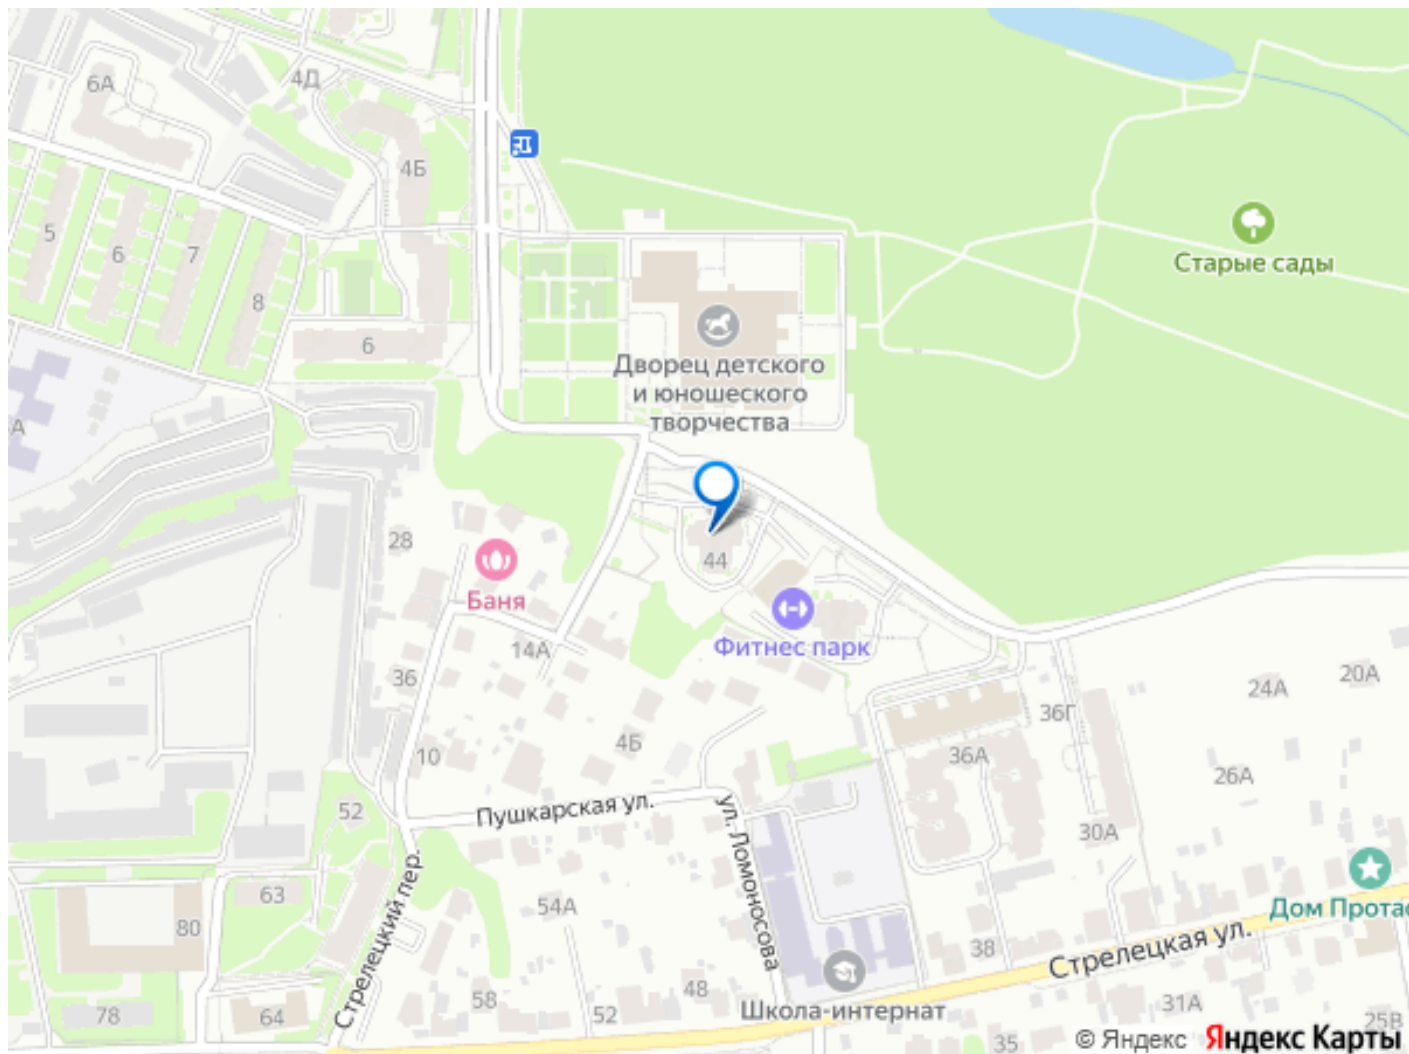 4Д
6А
4Б
5
6
7
8
6
Старые сады
Дворец детского
и юношеского
творчества
А
28
44
Баня
14А
Фитнес парк
36
24А
20А
36Г
10
4Б
36А
26А
52
Пушкарская ул.
ул. Ломоносова
30А
63
Стрелецкий пер.
54А
80
Дом Протас
38
Стрелецкая ул.
48
58
78
64
52
Школа-интернат
31А
35
25В
© Яндекс Яндекс Карты